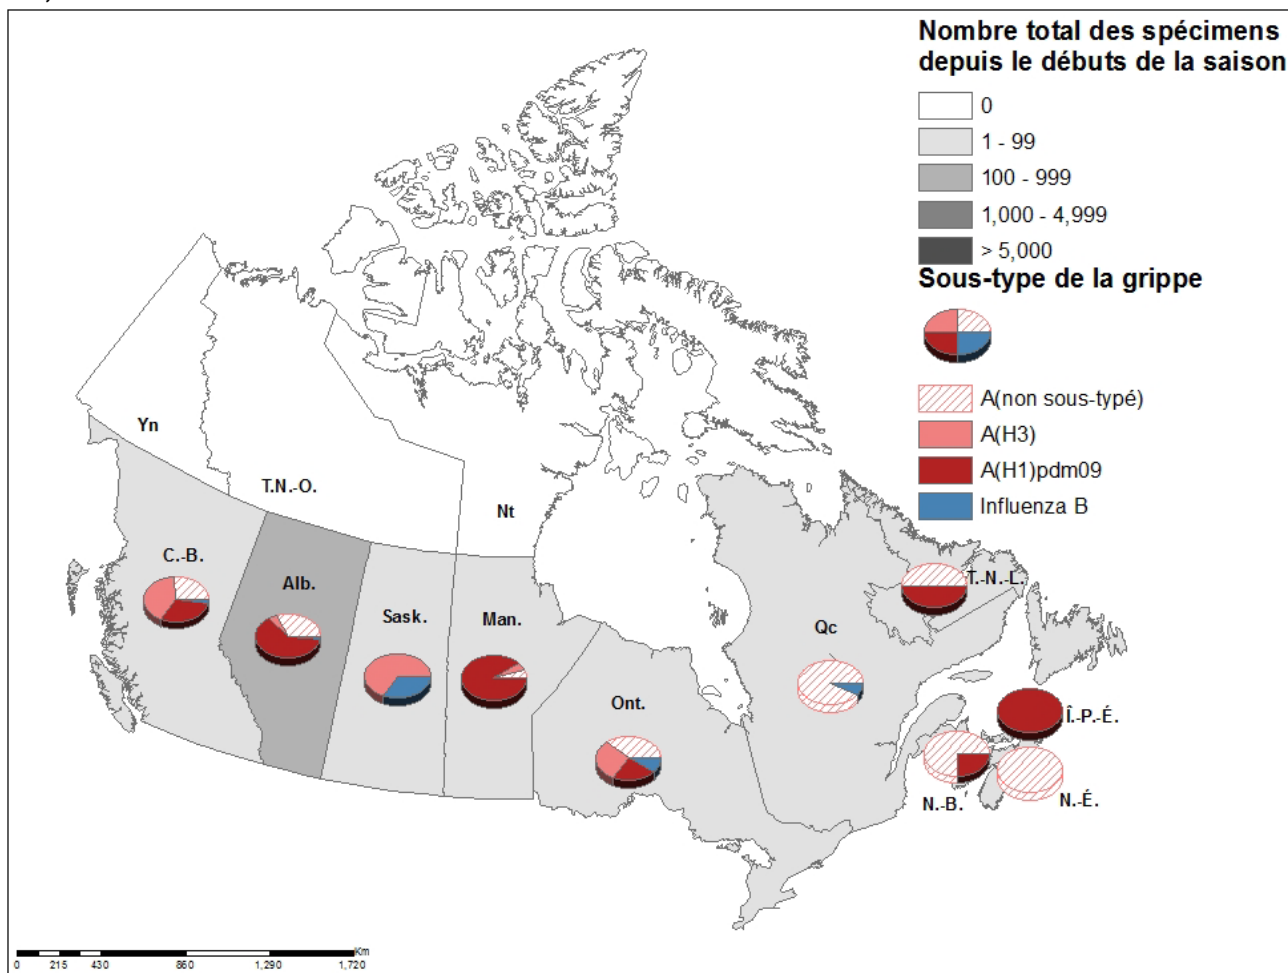 Nombre total des spécimens
depuis le débuts de la saison
0
1 - 99
100 - 999
1,000 - 4,999
> 5,000
Sous-type de la grippe
A(non sous-typé)
A(H3)
A(H1)pdm09
Influenza B
Yn
T.N.-O.
Nt
C.-B.
Alb.
Sask.
Man.
Ont.
Qc
T.-N.-L.
Î.-P.-É.
N.-B.
N.-É.
Km
0 215 430 860 1,290 1,720